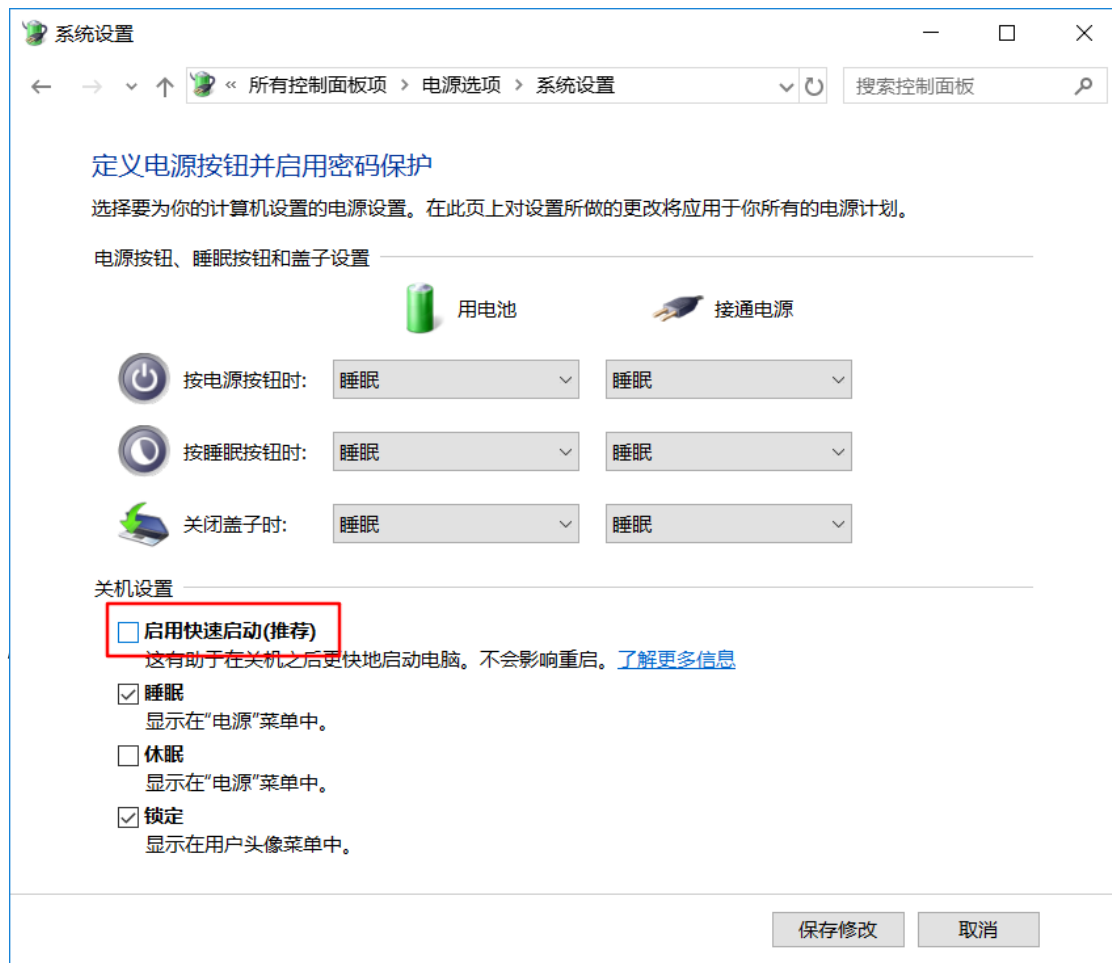 系统设置
« 所有控制面板项 > 电源选项 > 系统设置
搜索控制面板
定义电源按钮并启用密码保护
选择要为你的计算机设置的电源设置。在此页上对设置所做的更改将应用于你所有的电源计划。
电源按钮、睡眠按钮和盖子设置
用电池 接通电源
按电源按钮时: 睡眠 睡眠
按睡眠按钮时: 睡眠 睡眠
关闭盖子时: 睡眠 睡眠
关机设置
启用快速启动(推荐)
这有助于在关机之后更快地启动电脑。不会影响重启。了解更多信息
睡眠
显示在"电源"菜单中。
休眠
显示在"电源"菜单中。
锁定
显示在用户头像菜单中。
保存修改 取消